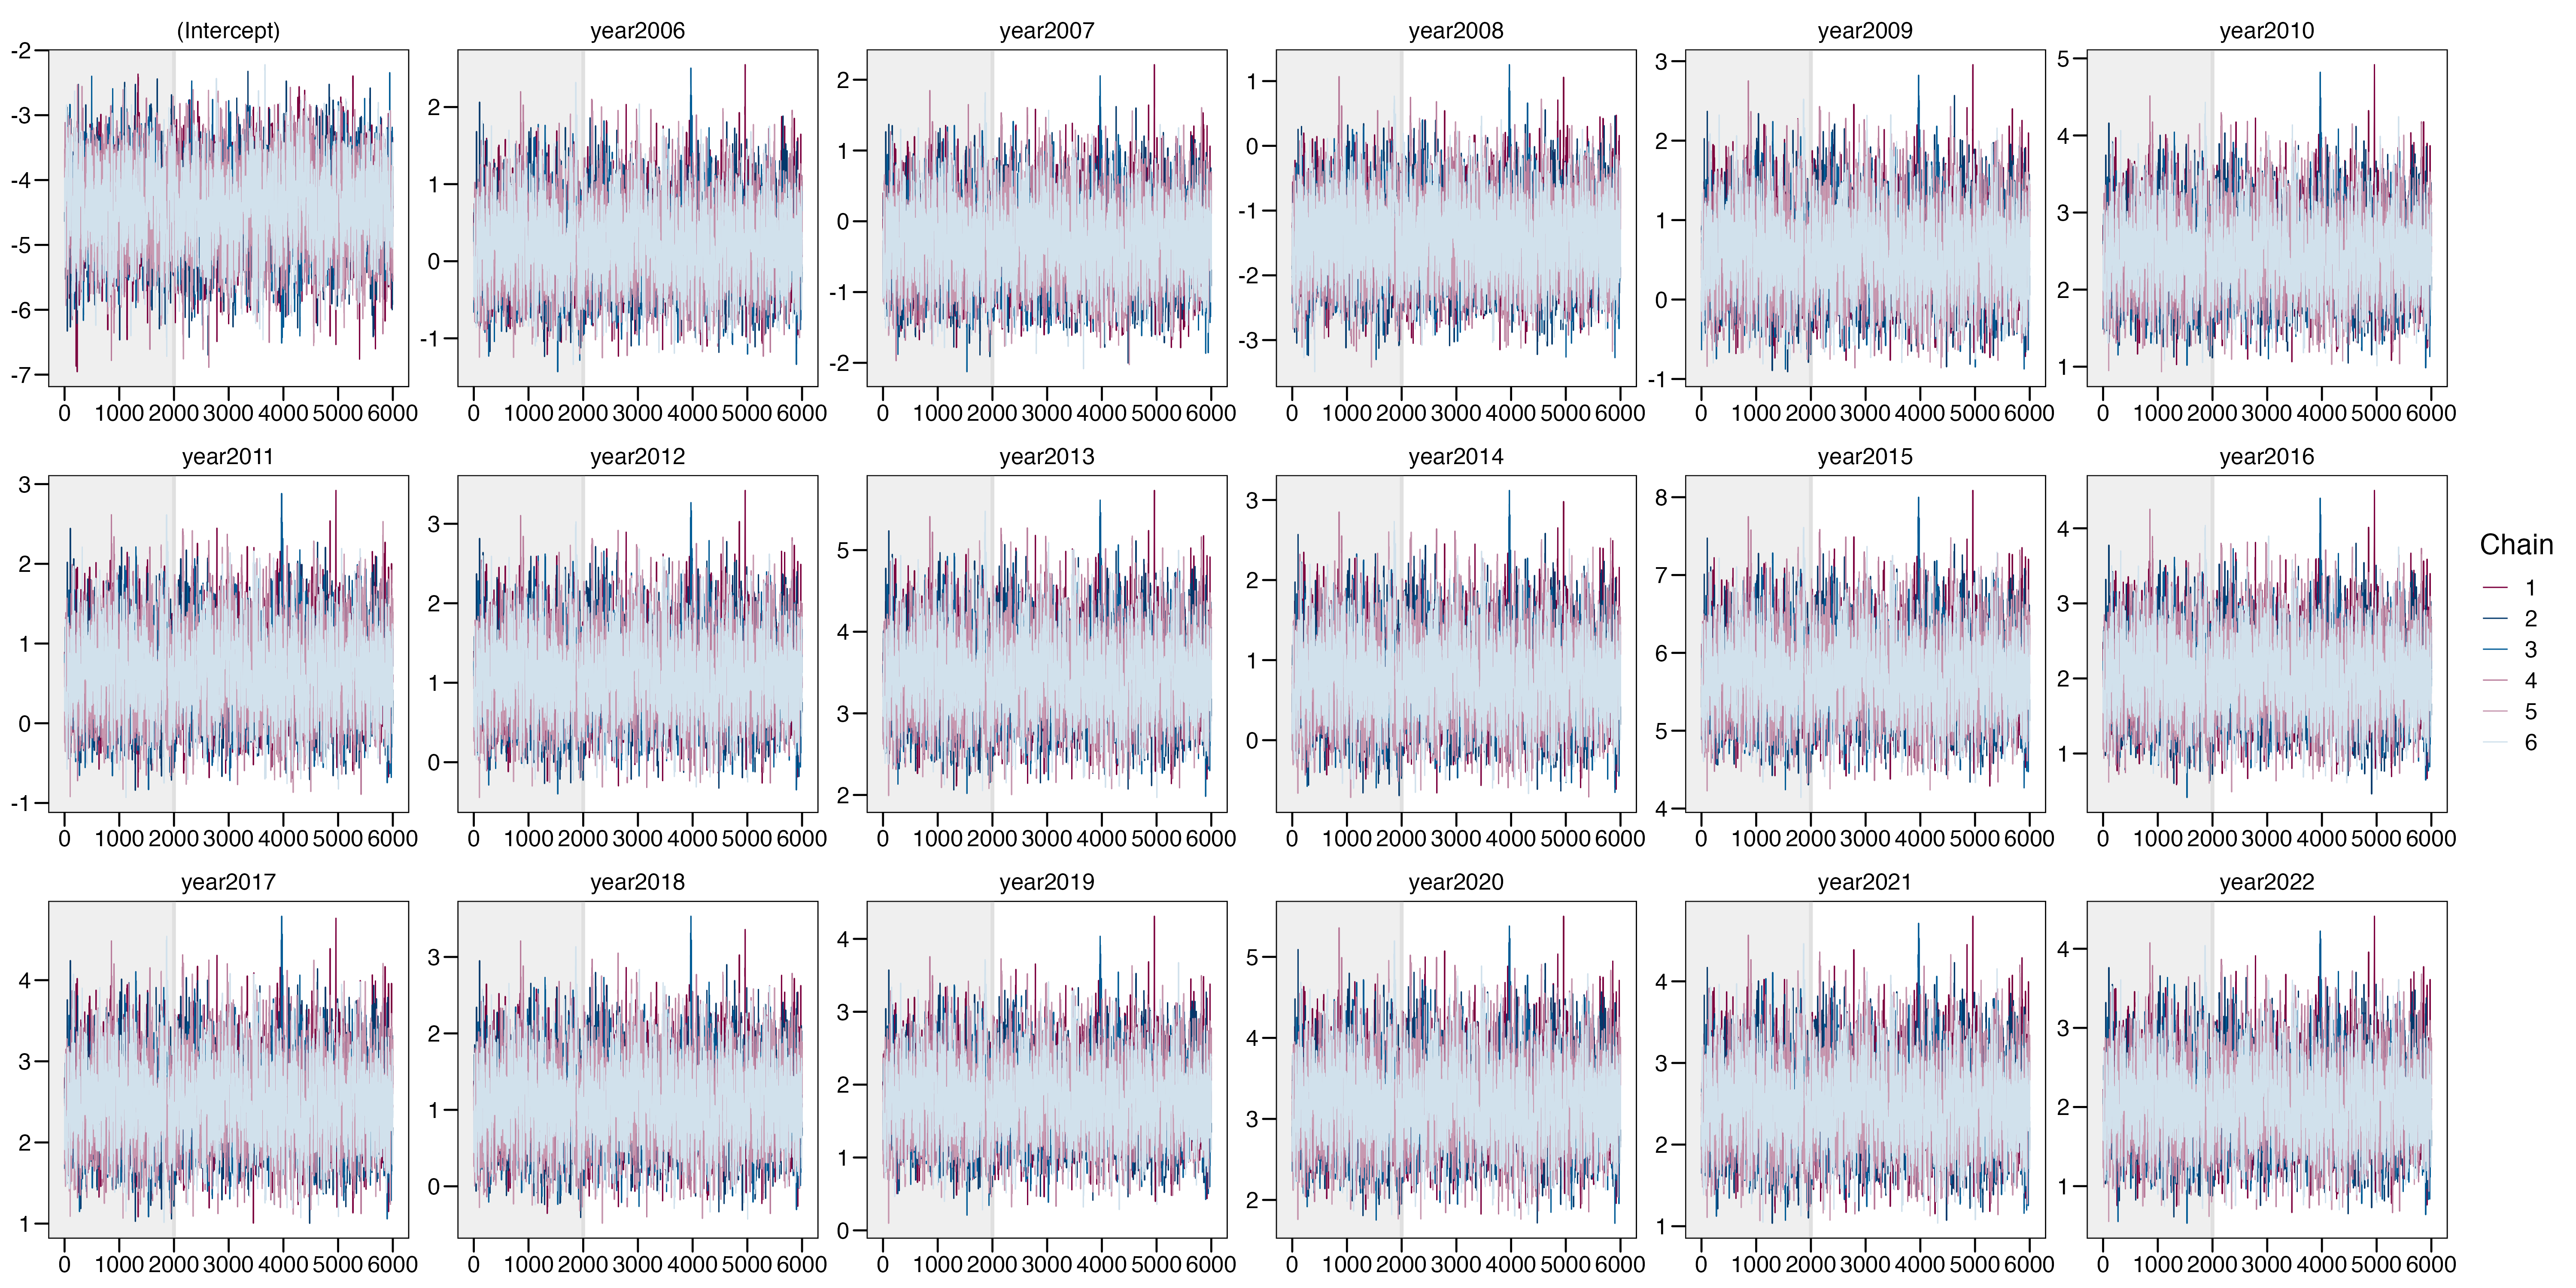 (Intercept) year2006 year2007 year2008 year2009 year2010
-2 -3 -4 -5 -6 -7
2 1 0 -1
2 1 0 -1 -2
1 0 -1 -2 -3
3 2 1 0 -1
5 4 3 2 1
0 1000 2000 3000 4000 5000 6000 0 1000 2000 3000 4000 5000 6000 0 1000 2000 3000 4000 5000 6000 0 1000 2000 3000 4000 5000 6000 0 1000 2000 3000 4000 5000 6000 0 1000 2000 3000 4000 5000 6000
year2011 year2012 year2013 year2014 year2015 year2016
3 2 1 0 -1
3 2 1 0
5 4 3 2
3 2 1 0
8 7 6 5 4
4 3 2 1
0 1000 2000 3000 4000 5000 6000 0 1000 2000 3000 4000 5000 6000 0 1000 2000 3000 4000 5000 6000 0 1000 2000 3000 4000 5000 6000 0 1000 2000 3000 4000 5000 6000 0 1000 2000 3000 4000 5000 6000
year2017 year2018 year2019 year2020 year2021 year2022
4 3 2 1
3 2 1 0
4 3 2 1 0
5 4 3 2
4 3 2 1
4 3 2 1
0 1000 2000 3000 4000 5000 6000 0 1000 2000 3000 4000 5000 6000 0 1000 2000 3000 4000 5000 6000 0 1000 2000 3000 4000 5000 6000 0 1000 2000 3000 4000 5000 6000 0 1000 2000 3000 4000 5000 6000
Chain
1
2
3
4
5
6